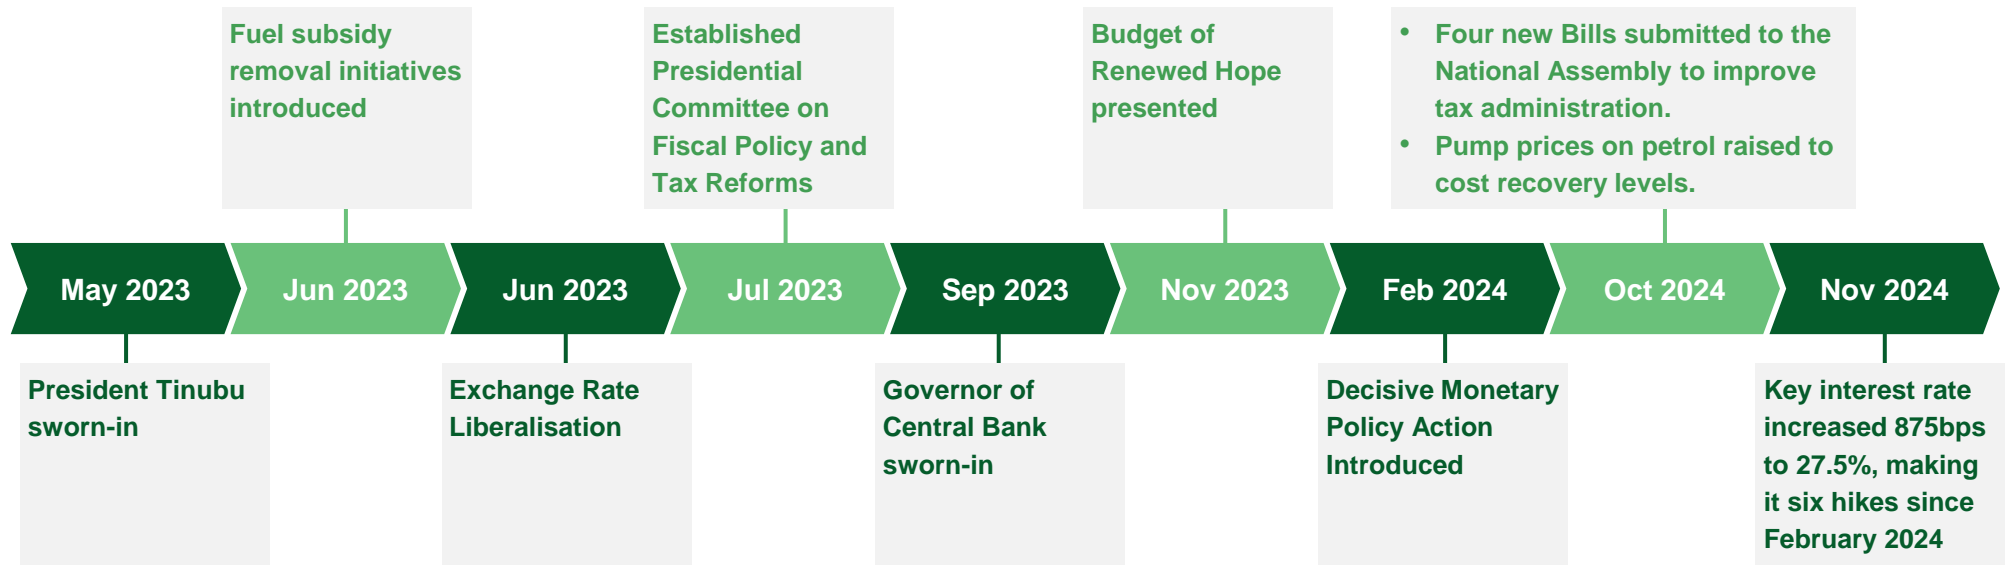 Fuel subsidy
removal initiatives
introduced
Established
Presidential
Committee on
Fiscal Policy and
Tax Reforms
Budget of
Renewed Hope
presented
• Four new Bills submitted to the
National Assembly to improve
tax administration.
• Pump prices on petrol raised to
cost recovery levels.
May 2023
Jun 2023
Jun 2023
Jul 2023
Sep 2023
Nov 2023
Feb 2024
Oct 2024
Nov 2024
President Tinubu
sworn-in
Exchange Rate
Liberalisation
Governor of
Central Bank
sworn-in
Decisive Monetary
Policy Action
Introduced
Key interest rate
increased 875bps
to 27.5%, making
it six hikes since
February 2024